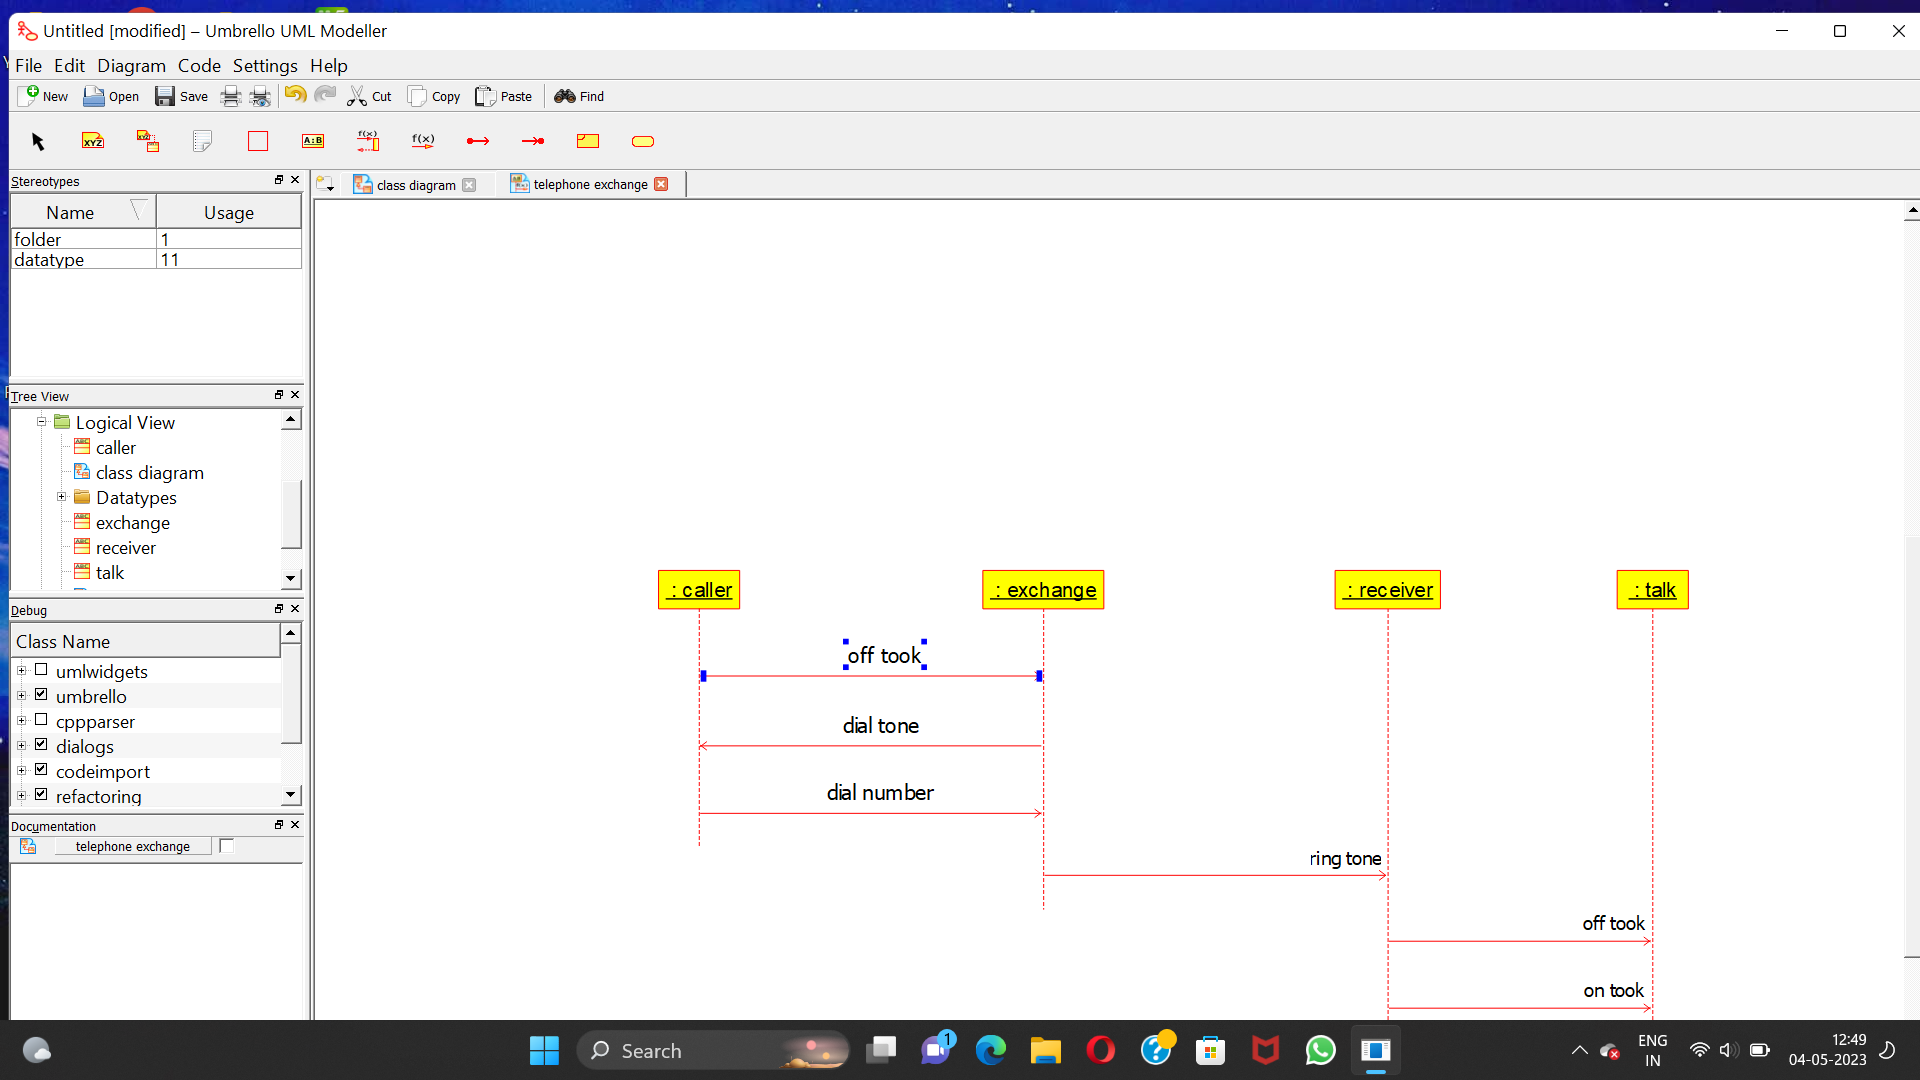 Untitled [modified] – Umbrello UML Modeller
File Edit Diagram Code Settings Help
New Open Save Cut Copy Paste Find
XYZ XYZ A:B f(x) f(x)
Stereotypes
class diagram telephone exchange
Name Usage
folder 1
datatype 11
Tree View
Logical View
caller
class diagram
Datatypes
exchange
receiver
talk
: caller : exchange : receiver : talk
off took
dial tone
dial number
ring tone
off took
on took
Debug
Class Name
umlwidgets
umbrello
cppparser
dialogs
codeimport
refactoring
Documentation
telephone exchange
Search
1
ENG
IN
12:49
04-05-2023